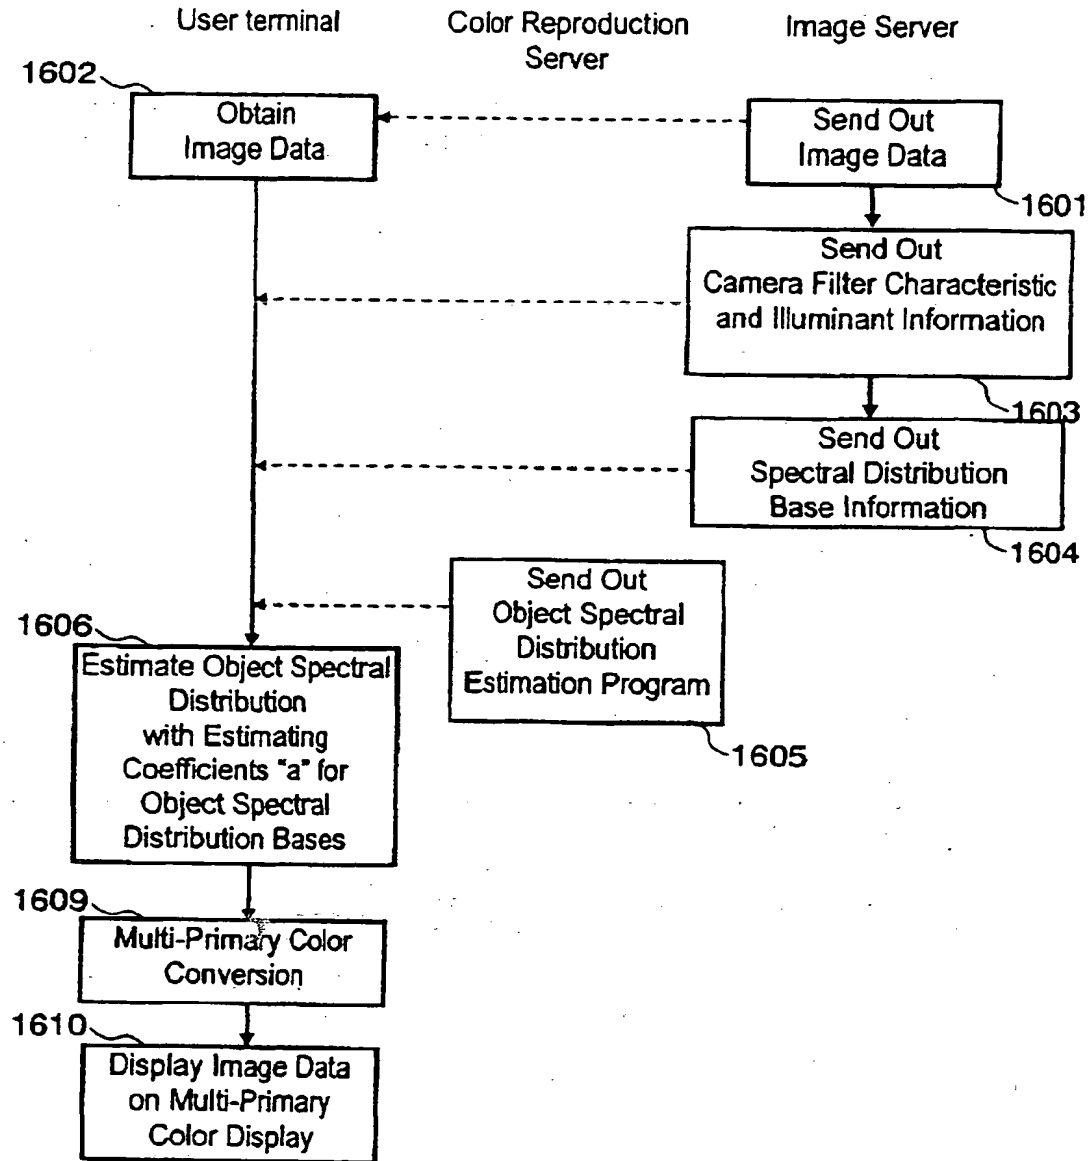 User terminal
Color Reproduction
Server
Image Server
1602
Obtain
Image Data
Send Out
Image Data
1601
Send Out
Camera Filter Characteristic
and Illuminant Information
1603
Send Out
Spectral Distribution
Base Information
1604
Send Out
Object Spectral
Distribution
Estimation Program
1605
1606
Estimate Object Spectral
Distribution
with Estimating
Coefficients "a" for
Object Spectral
Distribution Bases
1609
Multi-Primary Color
Conversion
1610
Display Image Data
on Multi-Primary
Color Display